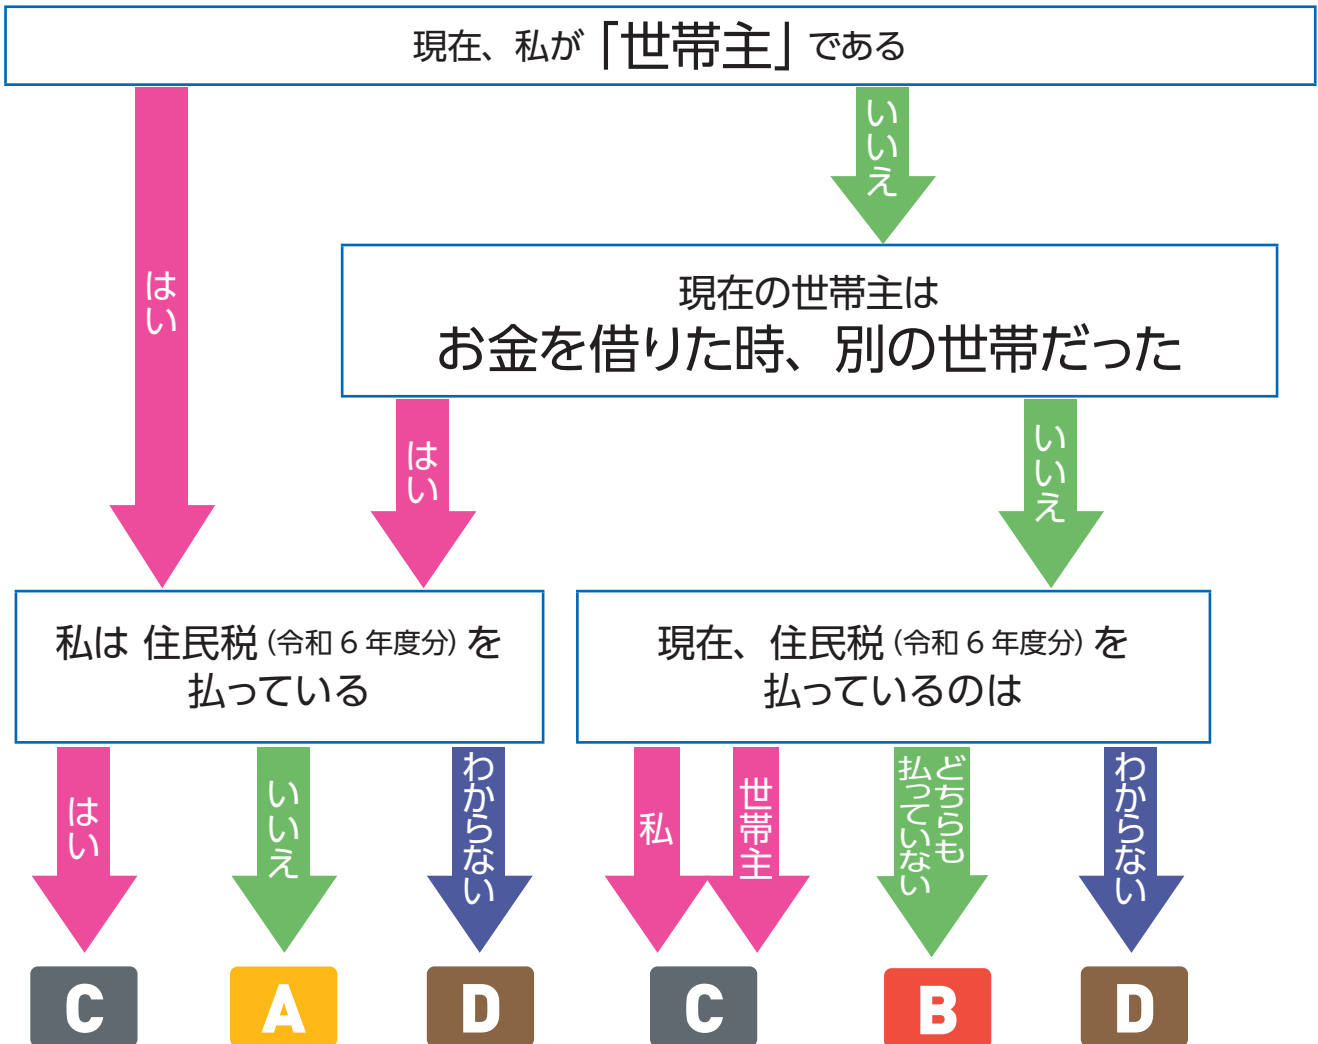 現在、私が「世帯主」である
はい
いいえ
現在の世帯主は
お金を借りた時、別の世帯だった
はい
いいえ
私は 住民税（令和6年度分）を
払っている
現在、住民税（令和6年度分）を
払っているのは
はい
いいえ
わからない
私
世帯主
どちらも
払っていない
わからない
C
A
D
C
B
D